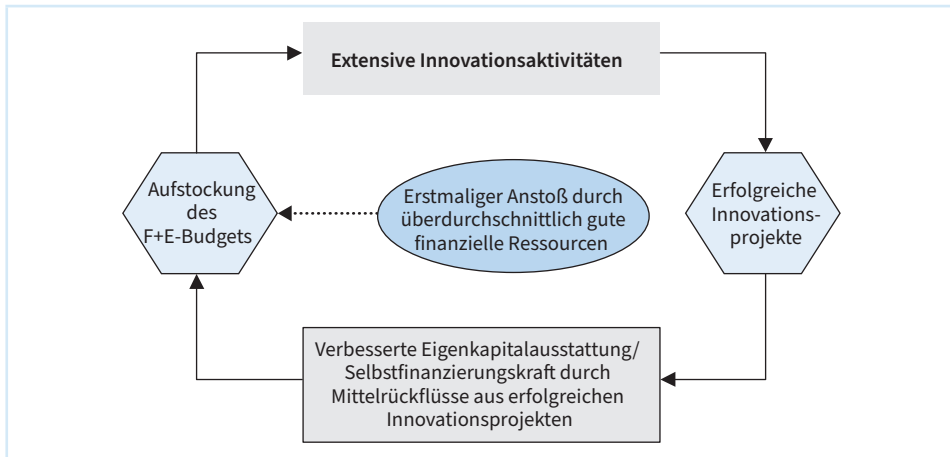 Extensive Innovationsaktivitäten
Aufstockung
des
F+E-Budgets
Erstmaliger Anstoß durch
überdurchschnittlich gute
finanzielle Ressourcen
Erfolgreiche
Innovations-
projekte
Verbesserte Eigenkapitalausstattung/
Selbstfinanzierungskraft durch
Mittelrückflüsse aus erfolgreichen
Innovationsprojekten